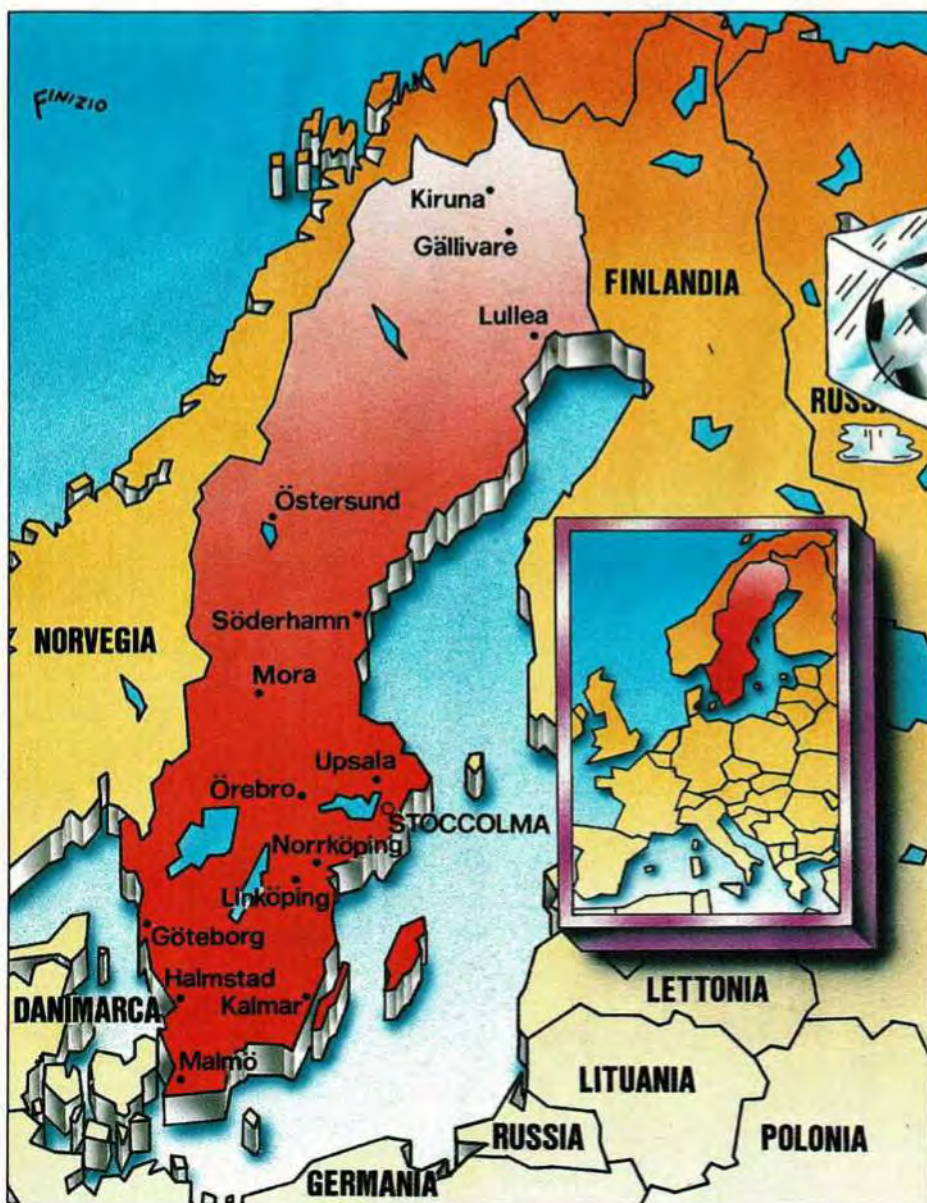 FINIZIO
Kiruna
Gällivare
FINLANDIA
Lullea
RUSSI
Östersund
Söderhamn
NORVEGIA
Mora
Upsala
Örebro
STOCCOLMA
Norrköping
Linköping
Göteborg
Halmstad
DANIMARCA
Kalmar
LETTONIA
Malmö
LITUANIA
RUSSIA
POLONIA
GERMANIA